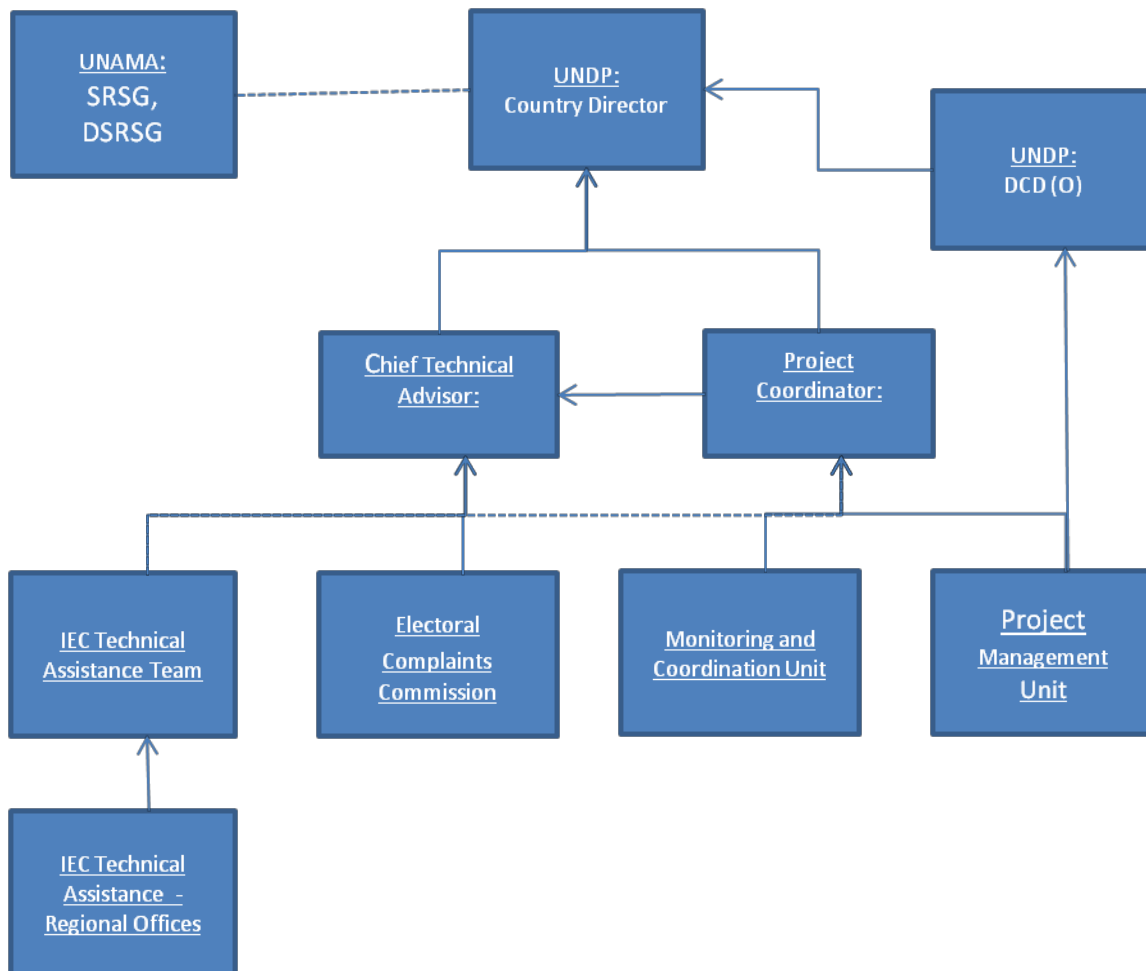 UNAMA:
SRSG,
DSRSG
UNDP:
Country Director
UNDP:
DCD (O)
Chief Technical
Advisor:
Project
Coordinator:
IEC Technical
Assistance Team
Electoral
Complaints
Commission
Monitoring and
Coordination Unit
Project
Management
Unit
IEC Technical
Assistance -
Regional Offices